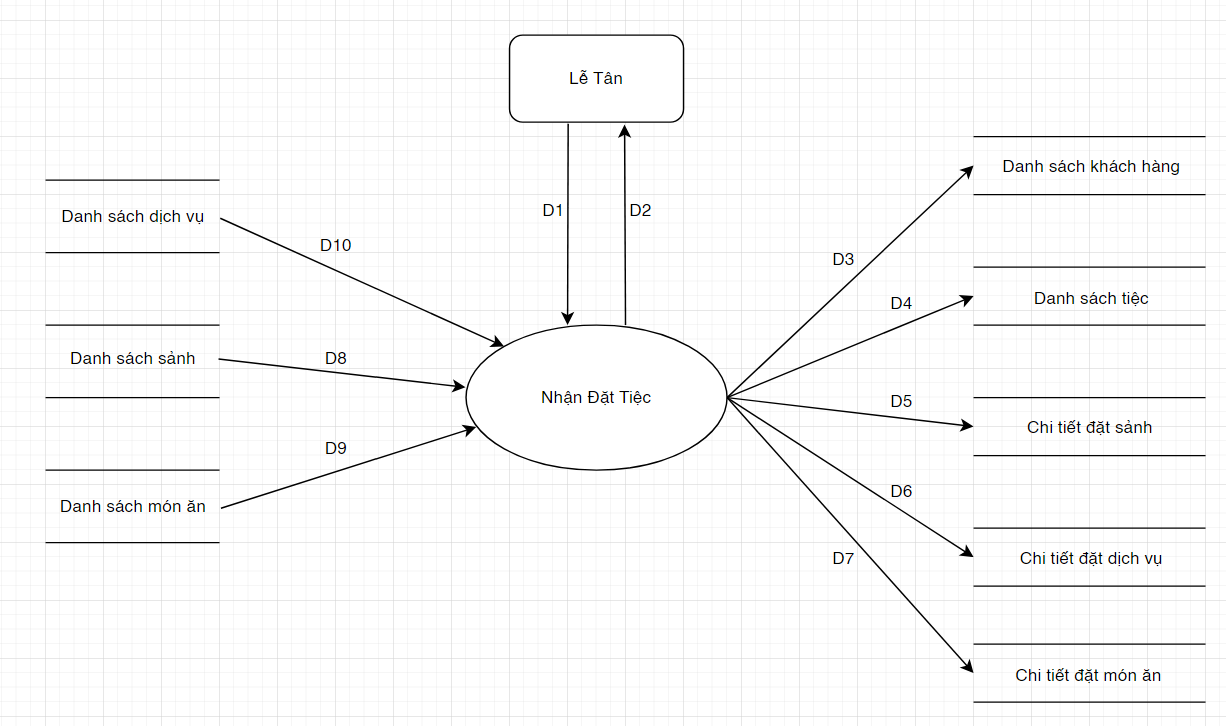 Lễ Tân
Danh sách khách hàng
Danh sách dịch vụ
D1
D2
D10
D3
Danh sách tiệc
D4
Danh sách sảnh
D8
Nhận Đặt Tiệc
D5
Chi tiết đặt sảnh
D9
Danh sách món ăn
D6
Chi tiết đặt dịch vụ
D7
Chi tiết đặt món ăn